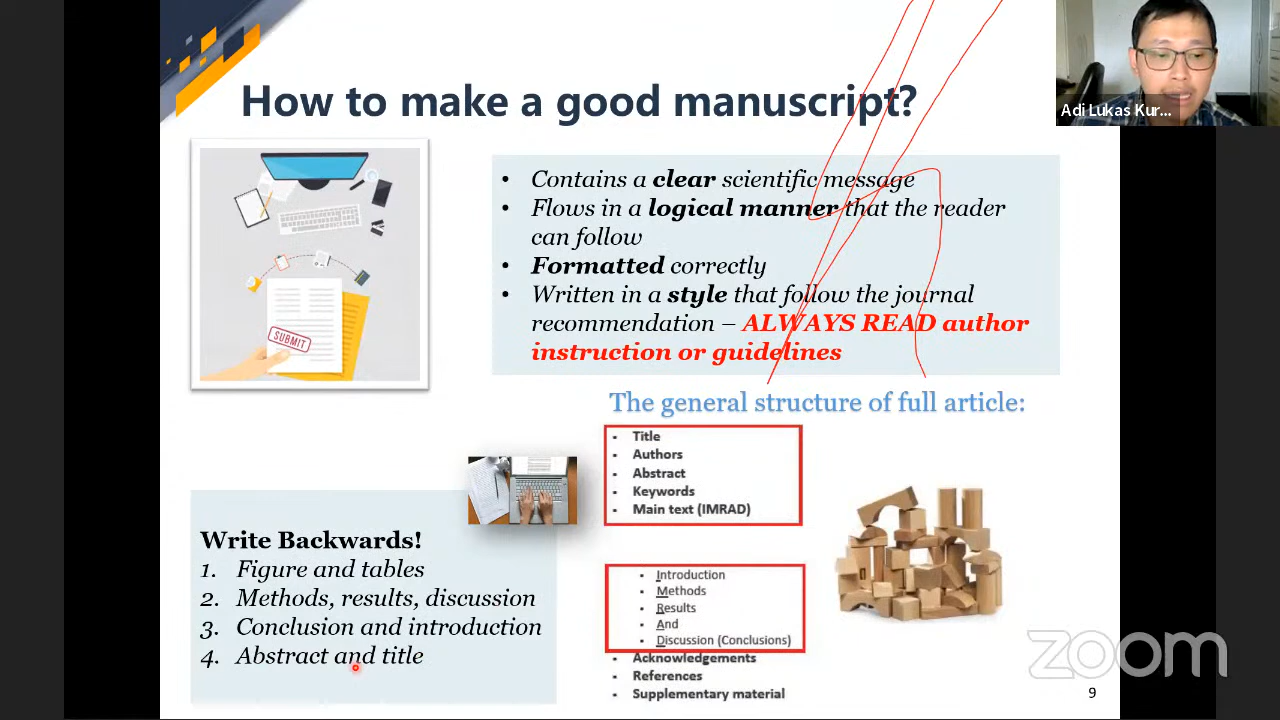 How to make a good manuscript?
Adi Lukas Kur...
SUBMIT
• Contains a clear scientific message
• Flows in a logical manner that the reader
can follow
• Formatted correctly
• Written in a style that follow the journal
recommendation – ALWAYS READ author
instruction or guidelines
The general structure of full article:
▪ Title
▪ Authors
▪ Abstract
▪ Keywords
▪ Main text (IMRAD)
▪ Introduction
▪ Methods
▪ Results
▪ And
▪ Discussion (Conclusions)
▪ Acknowledgements
▪ References
▪ Supplementary material
Write Backwards!
1. Figure and tables
2. Methods, results, discussion
3. Conclusion and introduction
4. Abstract and title
zoom
9